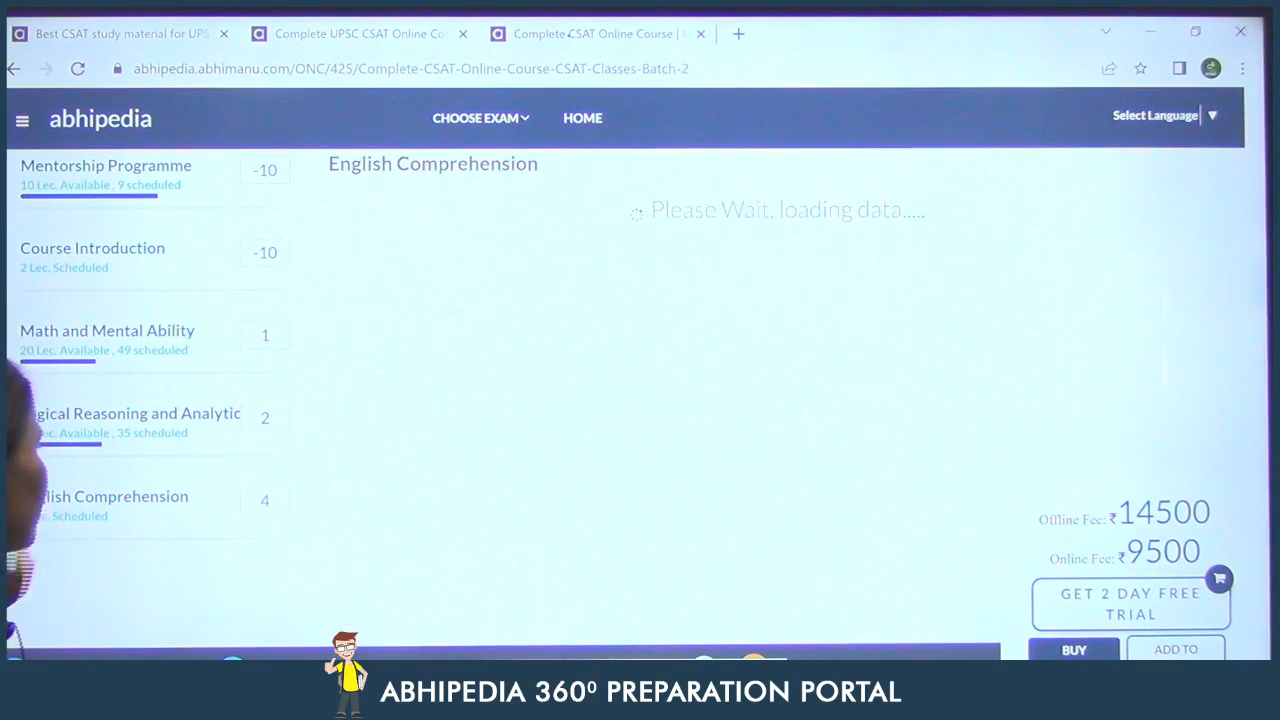 Best CSAT study material for UPS
Complete UPSC CSAT Online Co
Complete CSAT Online Course | C
abhipedia.abhimanu.com/ONC/425/Complete-CSAT-Online-Course-CSAT-Classes-Batch-2
abhipedia
CHOOSE EXAM
HOME
Select Language
Mentorship Programme
-10
10 Lec. Available , 9 scheduled
English Comprehension
Please Wait, loading data.....
Course Introduction
-10
2 Lec. Scheduled
Math and Mental Ability
1
20 Lec. Available , 49 scheduled
gical Reasoning and Analytic
2
ec. Available , 35 scheduled
lish Comprehension
4
Scheduled
Offline Fee: ₹14500
Online Fee: ₹9500
GET 2 DAY FREE
TRIAL
BUY
ADD TO
ABHIPEDIA 360⁰ PREPARATION PORTAL